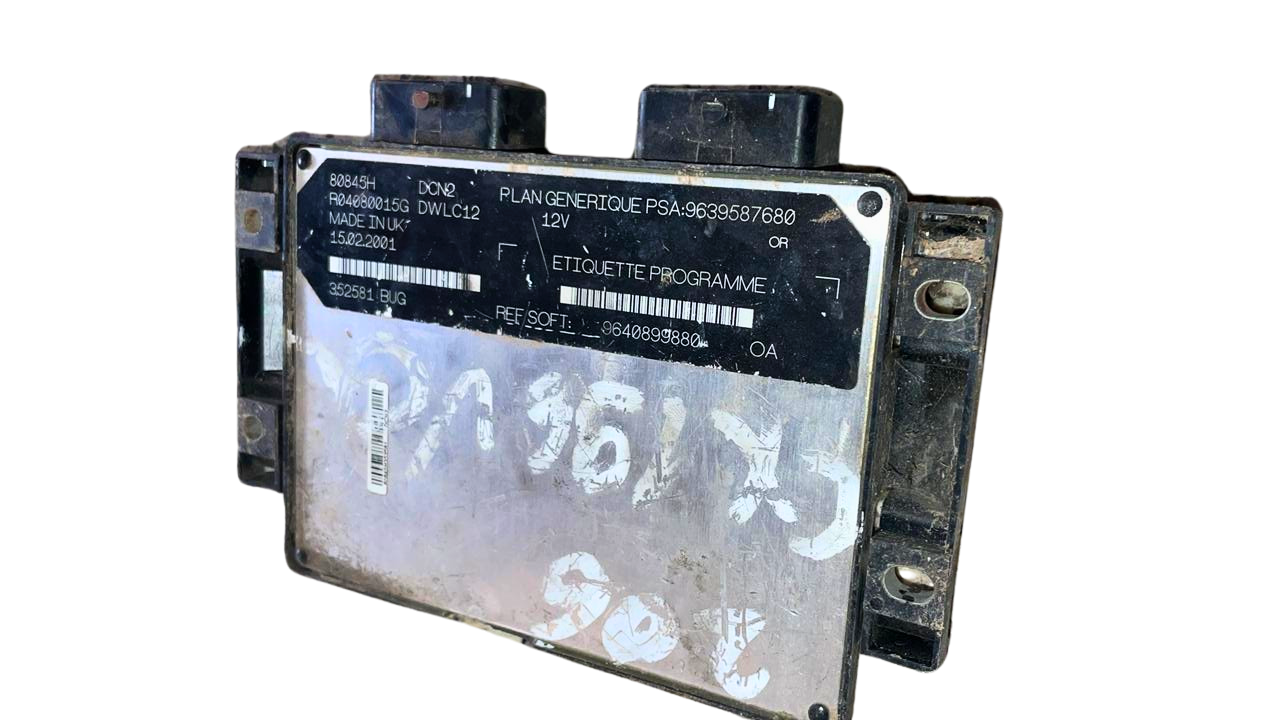 80845H DCN2
R04080015G DWLC12
MADE IN UK
15.02.2001
352581 BUG
PLAN GENERIQUE PSA:9639587680
12V
OR
ETIQUETTE PROGRAMME
REF SOFT: 9640899880
OA
206